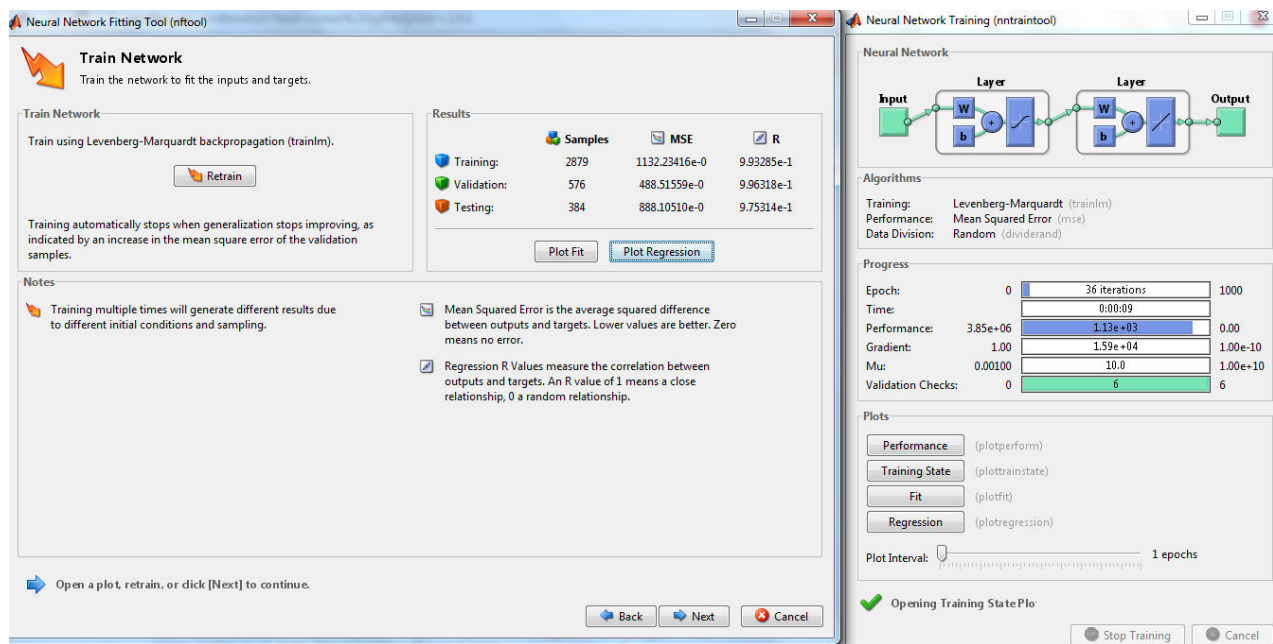 Neural Network Fitting Tool (nftool)
Train Network
Train the network to fit the inputs and targets.
Train Network
Train using Levenberg-Marquardt backpropagation (trainlm).
Retrain
Training automatically stops when generalization stops improving, as
indicated by an increase in the mean square error of the validation
samples.
Results
Samples MSE R
Training: 2879 1132.23416e-0 9.93285e-1
Validation: 576 488.51559e-0 9.96318e-1
Testing: 384 888.10510e-0 9.75314e-1
Plot Fit Plot Regression
Notes
Training multiple times will generate different results due
to different initial conditions and sampling.
Mean Squared Error is the average squared difference
between outputs and targets. Lower values are better. Zero
means no error.
Regression R Values measure the correlation between
outputs and targets. An R value of 1 means a close
relationship, 0 a random relationship.
Open a plot, retrain, or click [Next] to continue.
Back Next Cancel
Neural Network Training (nntraintool)
Neural Network
Layer Layer
Input Output
W W
b b
Algorithms
Training: Levenberg-Marquardt (trainlm)
Performance: Mean Squared Error (mse)
Data Division: Random (dividerand)
Progress
Epoch: 0 36 iterations 1000
Time: 0:00:09
Performance: 3.85e+06 1.13e+03 0.00
Gradient: 1.00 1.59e+04 1.00e-10
Mu: 0.00100 10.0 1.00e+10
Validation Checks: 0 6 6
Plots
Performance (plotperform)
Training State (plottrainstate)
Fit (plotfit)
Regression (plotregression)
Plot Interval: 1 epochs
Opening Training State Plo
Stop Training Cancel